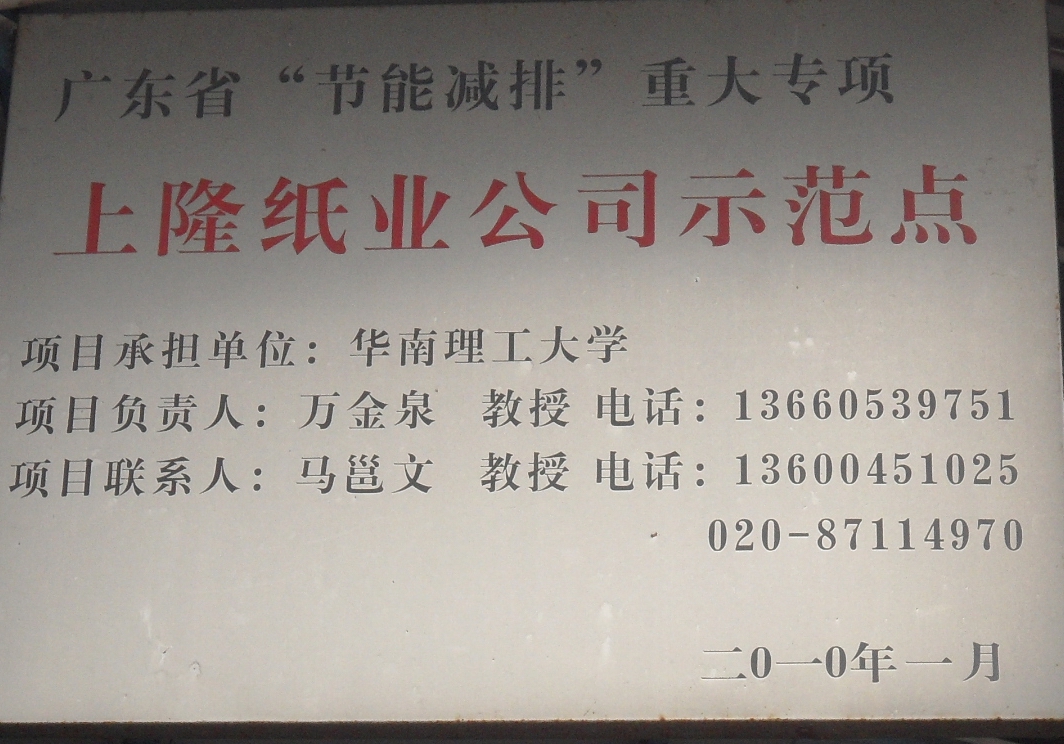 广东省“节能减排”重大专项
上隆纸业公司示范点
项目承担单位：华南理工大学
项目负责人：万金泉 教授 电话：13660539751
项目联系人：马邕文 教授 电话：13600451025
020-87114970
二0一0年一月